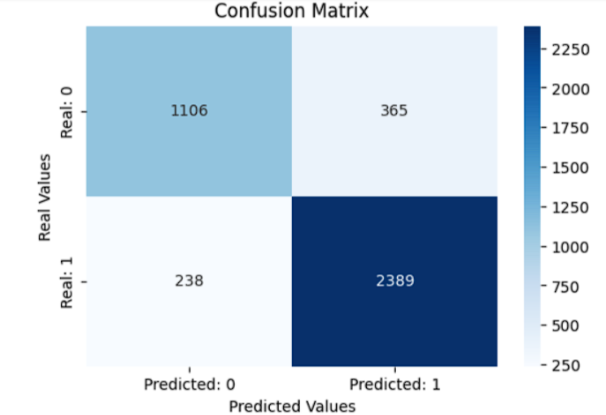 Confusion Matrix
Real Values
Real: 0
1106
365
Real: 1
238
2389
Predicted: 0
Predicted: 1
Predicted Values
2250
2000
1750
1500
1250
1000
750
500
250